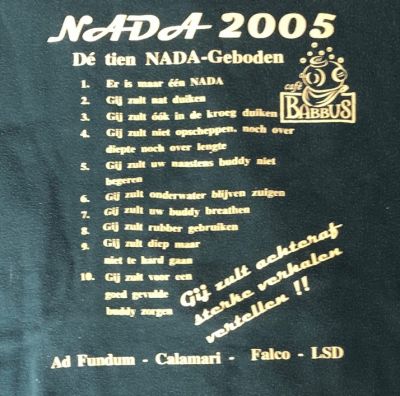 NADA 2005
Dé tien NADA-Geboden
café
BABBUS
1. Er is maar één NADA
2. Gij zult nat duiken
3. Gij zult óók in de kroeg duiken
4. Gij zult niet opscheppen, noch over
diepte noch over lengte
5. Gij zult uw naastens buddy niet
begeren
6. Gij zult onderwater blijven zuigen
7. Gij zult uw buddy breathen
8. Gij zult rubber gebruiken
9. Gij zult diep maar
niet te hard gaan
10. Gij zult voor een
goed gevulde
buddy zorgen
Gij zult achteraf
sterke verhalen
vertellen !!
Ad Fundum - Calamari - Falco - LSD